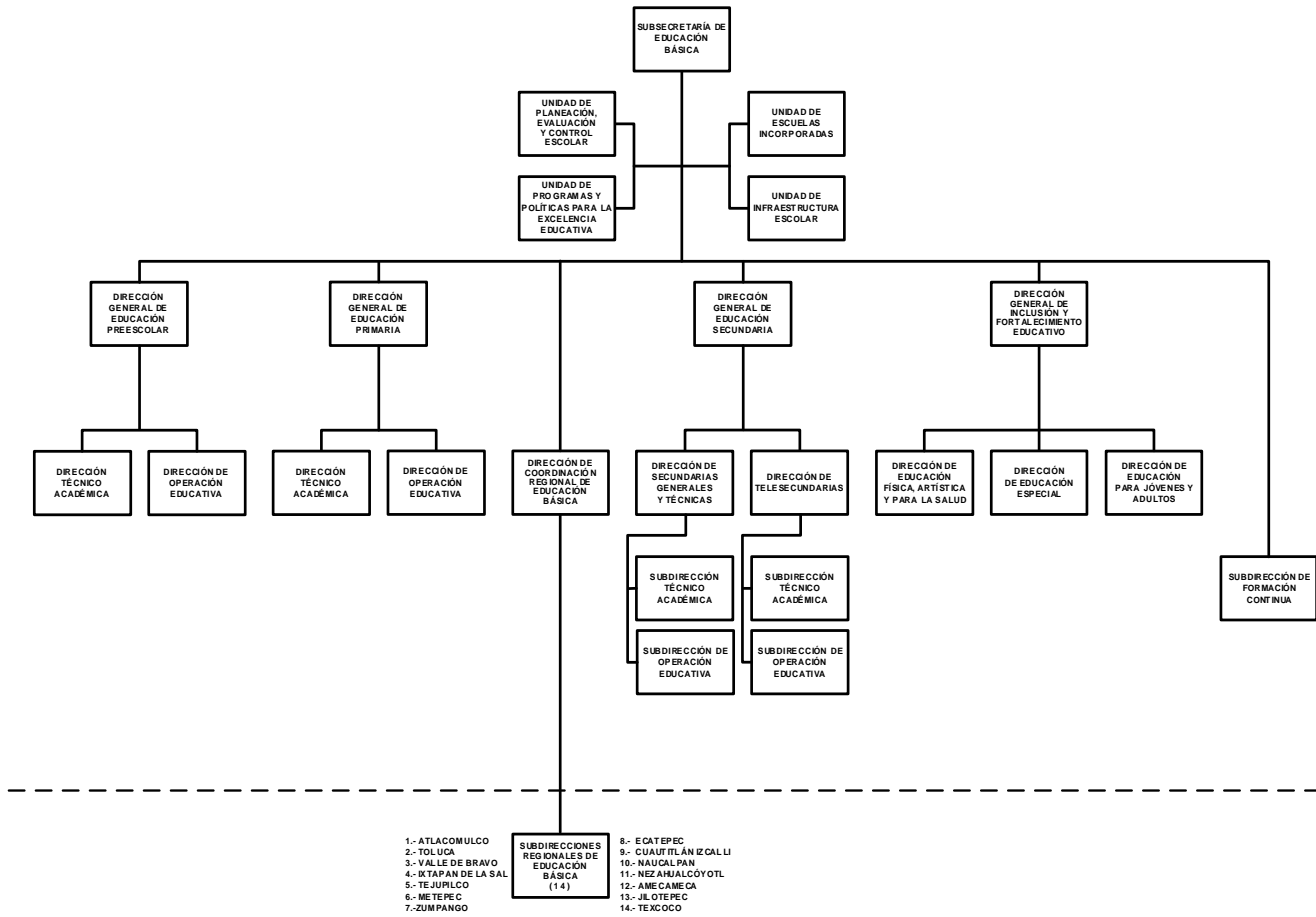 SUBSECRETARÍA DE
EDUCACIÓN
BÁSICA
UNIDAD DE
PLANEACIÓN,
EVALUACIÓN
Y CONTROL
ESCOLAR
UNIDAD DE
ESCUELAS
INCORPORADAS
UNIDAD DE
PROGRAMAS Y
POLÍTICAS PARA LA
EXCELENCIA
EDUCATIVA
UNIDAD DE
INFRAESTRUCTURA
ESCOLAR
DIRECCIÓN
GENERAL DE
EDUCACIÓN
PREESCOLAR
DIRECCIÓN
GENERAL DE
EDUCACIÓN
PRIMARIA
DIRECCIÓN
GENERAL DE
EDUCACIÓN
SECUNDARIA
DIRECCIÓN
GENERAL DE
INCLUSIÓN Y
FORTALECIMIENTO
EDUCATIVO
DIRECCIÓN
TÉCNICO
ACADÉMICA
DIRECCIÓN DE
OPERACIÓN
EDUCATIVA
DIRECCIÓN
TÉCNICO
ACADÉMICA
DIRECCIÓN DE
OPERACIÓN
EDUCATIVA
DIRECCIÓN DE
COORDINACIÓN
REGIONAL DE
EDUCACIÓN
BÁSICA
DIRECCIÓN DE
SECUNDARIAS
GENERALES
Y TÉCNICAS
DIRECCIÓN DE
TELESECUNDARIAS
DIRECCIÓN DE
EDUCACIÓN
FÍSICA, ARTÍSTICA
Y PARA LA SALUD
DIRECCIÓN
DE EDUCACIÓN
ESPECIAL
DIRECCIÓN DE
EDUCACIÓN
PARA JÓVENES Y
ADULTOS
SUBDIRECCIÓN
TÉCNICO
ACADÉMICA
SUBDIRECCIÓN
TÉCNICO
ACADÉMICA
SUBDIRECCIÓN DE
FORMACIÓN
CONTINUA
SUBDIRECCIÓN DE
OPERACIÓN
EDUCATIVA
SUBDIRECCIÓN DE
OPERACIÓN
EDUCATIVA
1.- ATLACOMULCO
2.- TOLUCA
3.- VALLE DE BRAVO
4.- IXTAPAN DE LA SAL
5.- TEJUPILCO
6.- METEPEC
7.-ZUMPANGO
SUBDIRECCIONES
REGIONALES DE
EDUCACIÓN
BÁSICA
(14)
8.- ECATEPEC
9.- CUAUTITLÁN IZCALLI
10.- NAUCALPAN
11.- NEZAHUALCÓYOTL
12.- AMECAMECA
13.- JILOTEPEC
14.- TEXCOCO